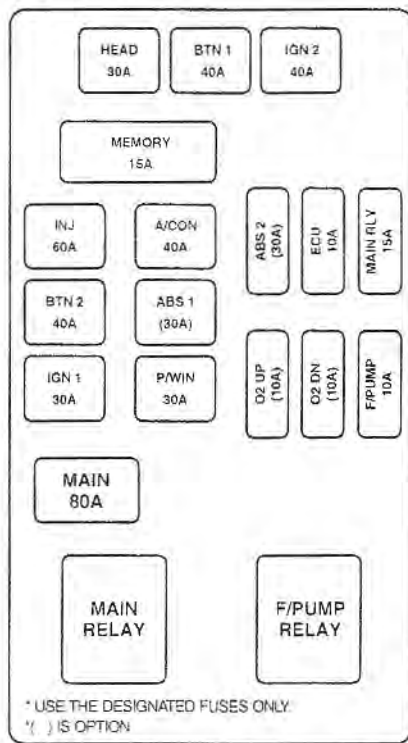 HEAD
30A
BTN 1
40A
IGN 2
40A
MEMORY
15A
INJ
60A
A/CON
40A
ABS 2
(30A)
ECU
10A
MAIN RLY
15A
BTN 2
40A
ABS 1
(30A)
IGN 1
30A
P/WIN
30A
O2 UP
(10A)
O2 DN
(10A)
F/PUMP
10A
MAIN
80A
MAIN
RELAY
F/PUMP
RELAY
* USE THE DESIGNATED FUSES ONLY.
*( ) IS OPTION